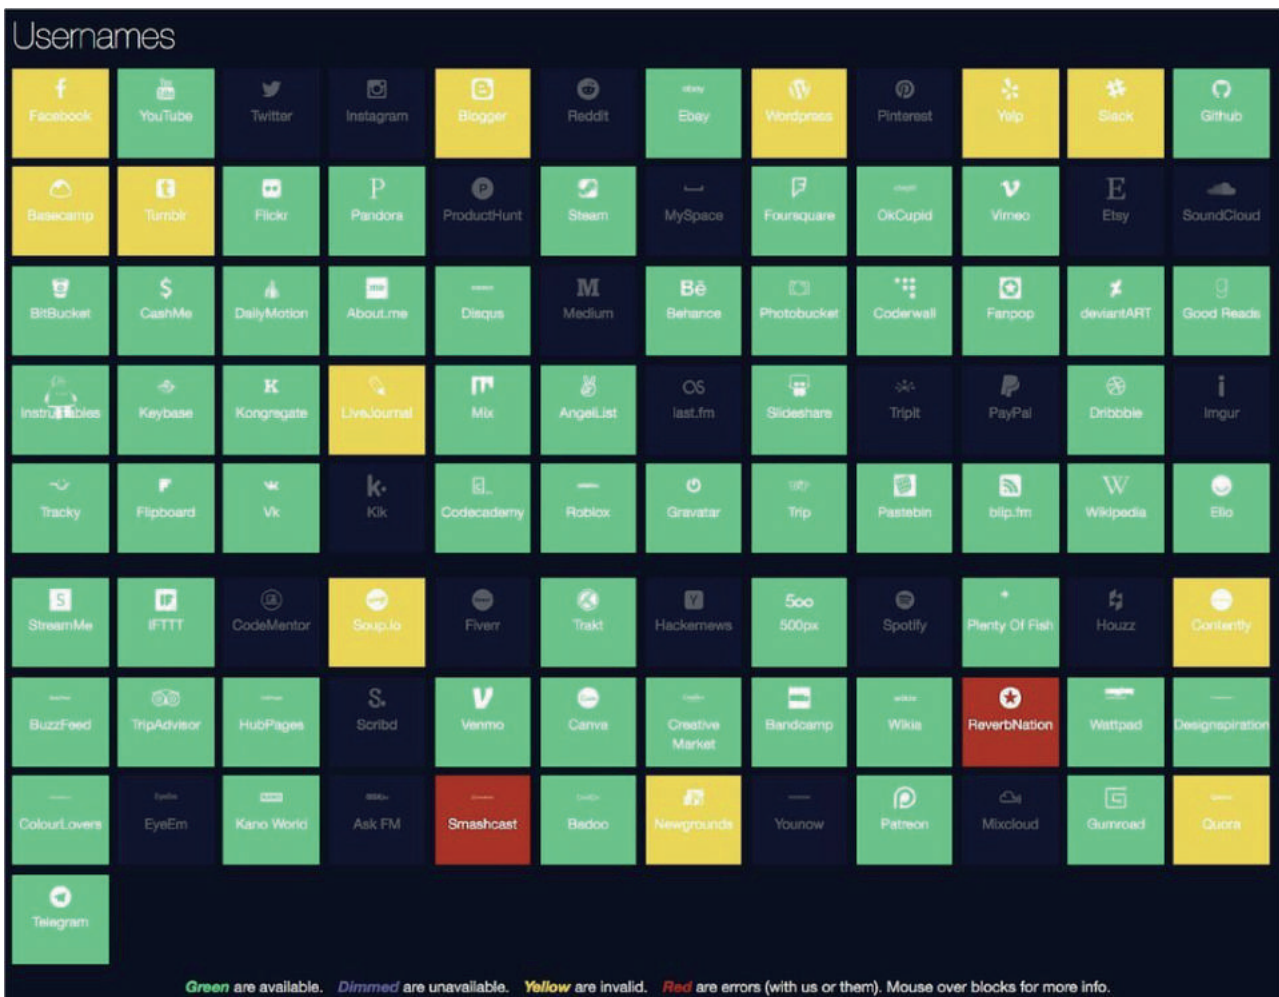 Usernames
Facebook YouTube Twitter Instagram Blogger Reddit Ebay Wordpress Pinterest Yelp Slack Github
Basecamp Tumblr Flickr Pandora ProductHunt Steam MySpace Foursquare OkCupid Vimeo Etsy SoundCloud
BitBucket CashMe DailyMotion About.me Disqus Medium Behance Photobucket Coderwall Fanpop deviantART Good Reads
Instructables Keybase Kongregate LiveJournal Mix AngelList last.fm Slideshare TripIt PayPal Dribbble Imgur
Tracky Flipboard Vk Kik Codecademy Roblox Gravatar Trip Pastebin blip.fm Wikipedia Ello
StreamMe IFTTT CodeMentor Soup.io Fiverr Trakt Hackernews 500px Spotify Plenty Of Fish Houzz Contently
BuzzFeed TripAdvisor HubPages Scribd Venmo Canva Creative Market Bandcamp Wikia ReverbNation Wattpad Designspiration
ColourLovers EyeEm Kano World Ask FM Smashcast Badoo Newgrounds Younow Patreon Mixcloud Gumroad Quora
Telegram
Green are available. Dimmed are unavailable. Yellow are invalid. Red are errors (with us or them). Mouse over blocks for more info.